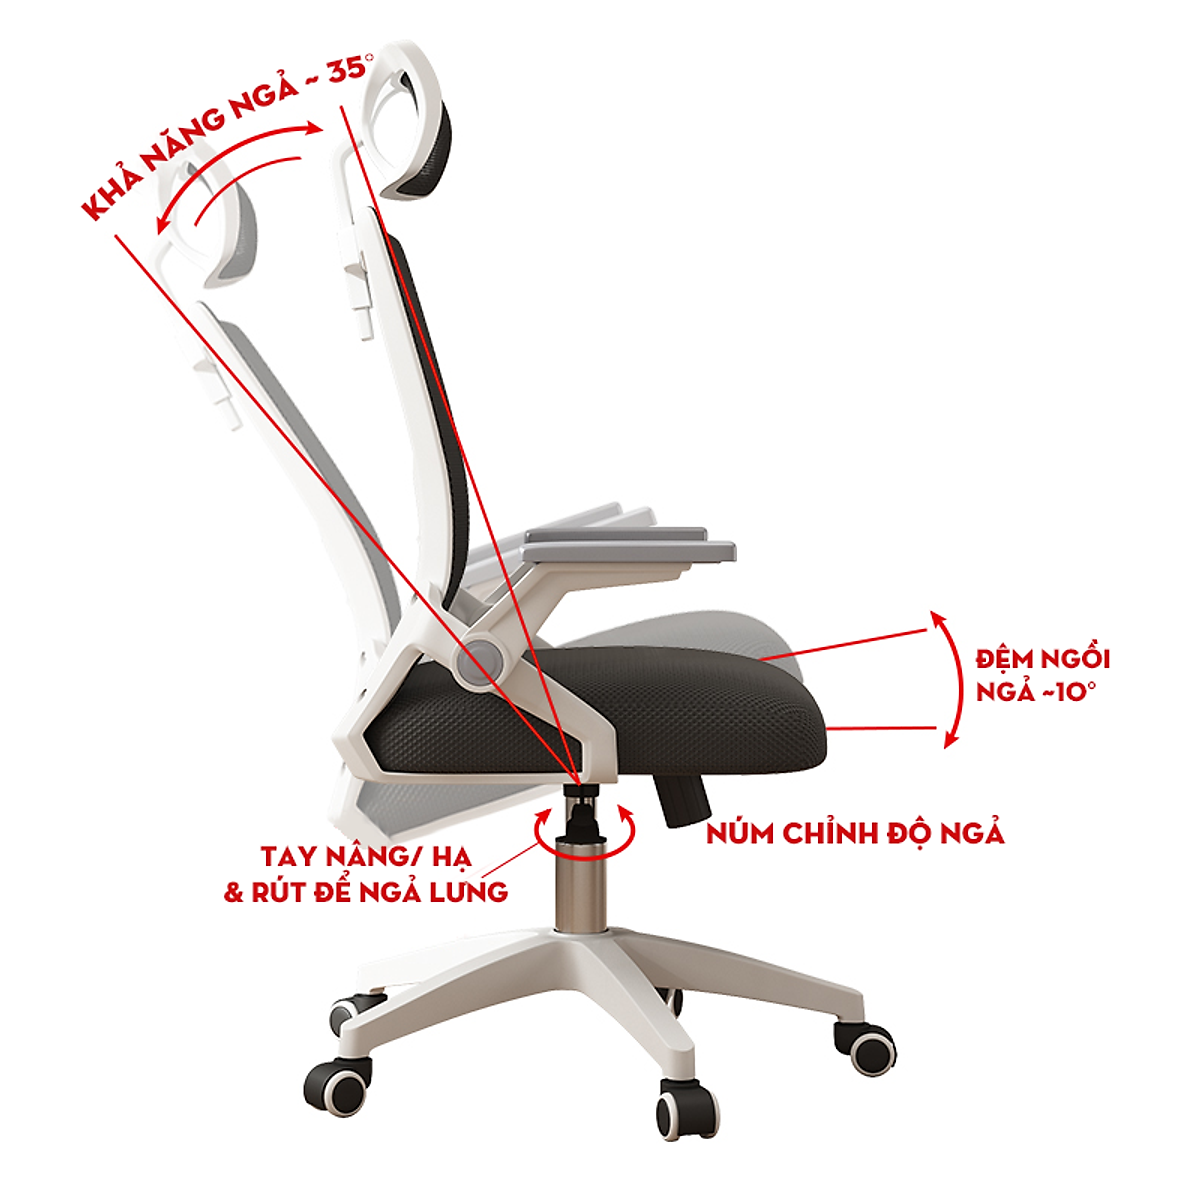 KHẢ NĂNG NGẢ ~ 35°
ĐỆM NGỒI
NGẢ ~10°
NÚM CHỈNH ĐỘ NGẢ
TAY NÂNG/ HẠ
& RÚT ĐỂ NGẢ LƯNG